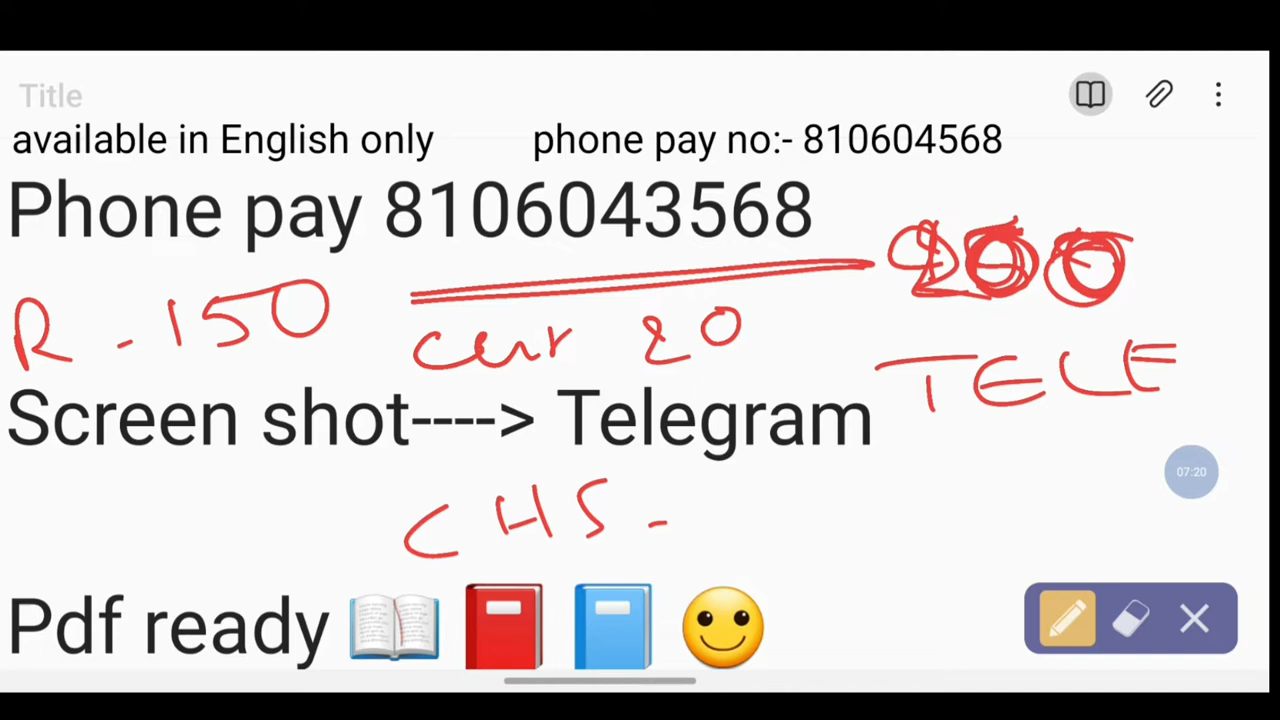 Title
available in English only phone pay no:- 810604568
Phone pay 8106043568
200
R - 150
cert 20
TELE
Screen shot----> Telegram
07:20
CHS -
Pdf ready